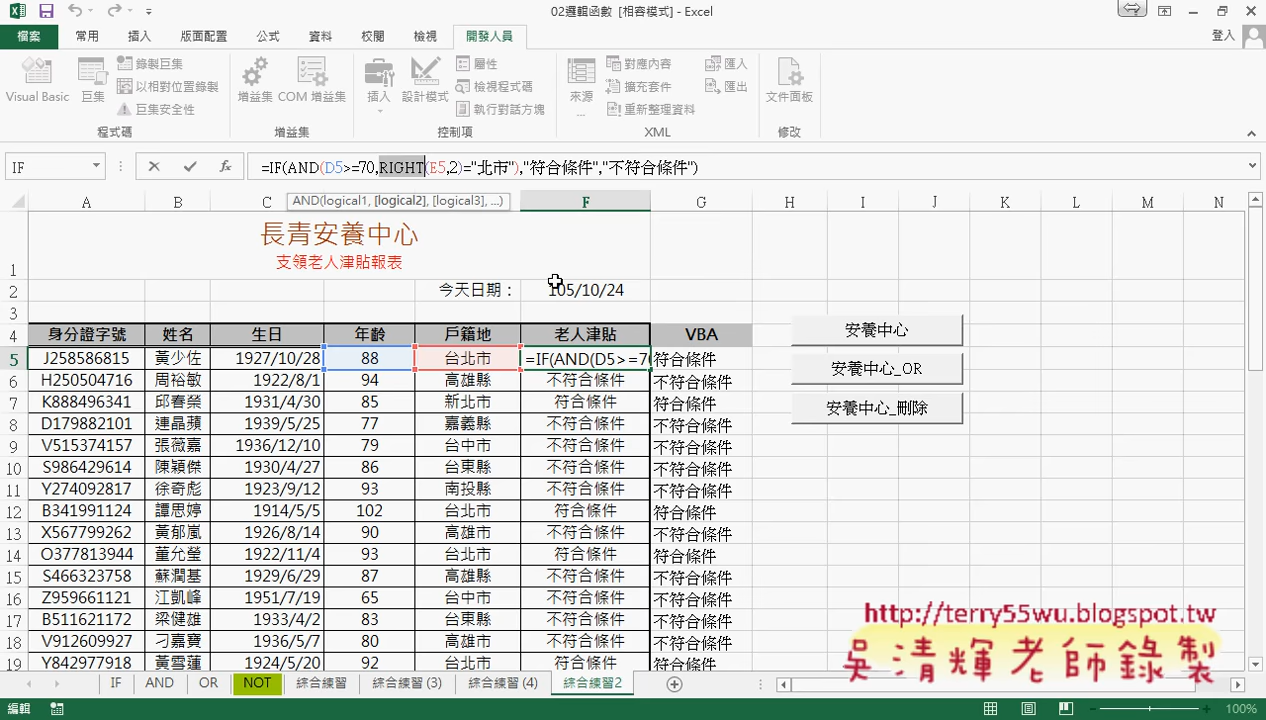 02邏輯函數 [相容模式] - Excel
檔案 常用 插入 版面配置 公式 資料 校閱 檢視 開發人員 登入
Visual Basic 巨集 錄製巨集 以相對位置錄製 巨集安全性 增益集 COM 增益集 插入 設計模式 屬性 檢視程式碼 執行對話方塊 來源 對應內容 擴充套件 重新整理資料 匯入 匯出 文件面板
程式碼 增益集 控制項 XML 修改
IF =IF(AND(D5>=70,RIGHT(E5,2)="北市"),"符合條件","不符合條件")
AND(logical1, [logical2], [logical3], ...)
A B C F G H I J K L M N
1 長青安養中心
支領老人津貼報表
2 今天日期： 105/10/24
3
4 身分證字號 姓名 生日 年齡 戶籍地 老人津貼 VBA
5 J258586815 黃少佐 1927/10/28 88 台北市 =IF(AND(D5>=70 符合條件
6 H250504716 周裕敏 1922/8/1 94 高雄縣 不符合條件 不符合條件
7 K888496341 邱春榮 1931/4/30 85 新北市 符合條件 符合條件
8 D179882101 連晶蘋 1939/5/25 77 嘉義縣 不符合條件 不符合條件
9 V515374157 張薇嘉 1936/12/10 79 台中市 不符合條件 不符合條件
10 S986429614 陳穎傑 1930/4/27 86 台東縣 不符合條件 不符合條件
11 Y274092817 徐奇彪 1923/9/12 93 南投縣 不符合條件 不符合條件
12 B341991124 譚思婷 1914/5/5 102 台北市 符合條件 符合條件
13 X567799262 黃郁嵐 1926/8/14 90 高雄市 不符合條件 不符合條件
14 O377813944 董允瑩 1922/11/4 93 台北市 符合條件 符合條件
15 S466323758 蘇潤基 1929/6/29 87 高雄縣 不符合條件 不符合條件
16 Z959661121 江凱峰 1951/7/19 65 台中市 不符合條件 不符合條件
17 B511621172 梁健雄 1933/7/2 83 台東縣 不符合條件 不符合條件
18 V912609927 刁嘉寶 1936/5/7 80 高雄市 不符合條件 不符合條件
19 Y842977918 黃雪蓮 1924/5/20 92 台北市 符合條件 符合條件
安養中心
安養中心_OR
安養中心_刪除
http://terry55wu.blogspot.tw
吳清輝老師錄製
IF AND OR NOT 綜合練習 綜合練習 (3) 綜合練習 (4) 綜合練習2
編輯 100%